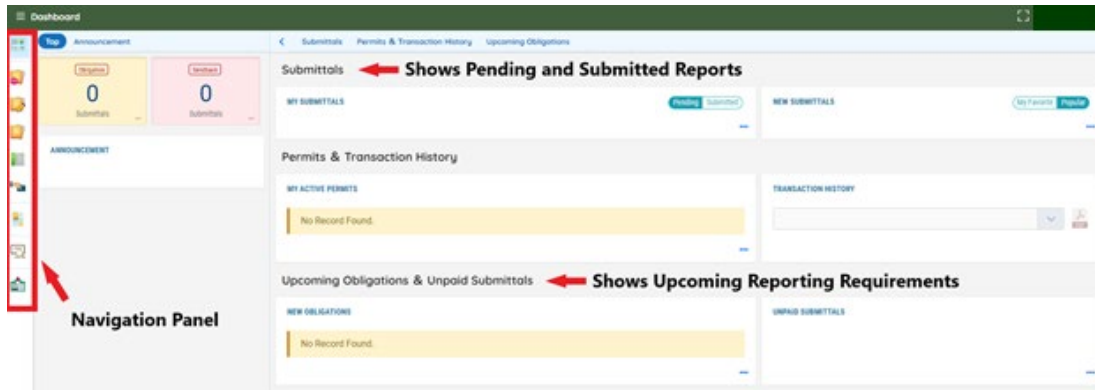 Dashboard
Top Announcement
Obligation
0
Submittals
Sendback
0
Submittals
ANNOUNCEMENT
Navigation Panel
Submittals Permits & Transaction History Upcoming Obligations
Submittals Shows Pending and Submitted Reports
MY SUBMITTALS Pending Submitted
NEW SUBMITTALS My Favorite Popular
Permits & Transaction History
MY ACTIVE PERMITS
No Record Found.
TRANSACTION HISTORY
Upcoming Obligations & Unpaid Submittals Shows Upcoming Reporting Requirements
NEW OBLIGATIONS
No Record Found.
UNPAID SUBMITTALS